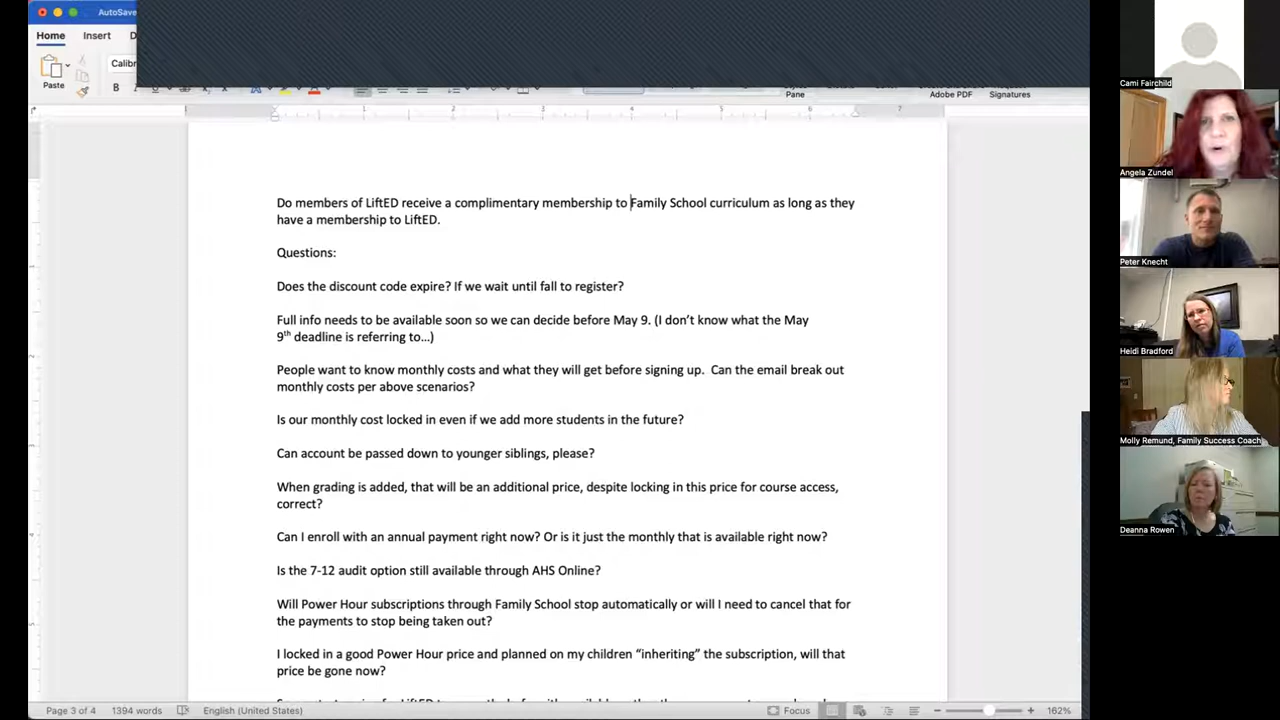 AutoSave
Home Insert D
Calibr
Paste
B
Pane
Adobe PDF
Signatures
1 2 3 4 5 6 7
Do members of LiftED receive a complimentary membership to Family School curriculum as long as they
have a membership to LiftED.
Questions:
Does the discount code expire? If we wait until fall to register?
Full info needs to be available soon so we can decide before May 9. (I don’t know what the May
9th deadline is referring to…)
People want to know monthly costs and what they will get before signing up.  Can the email break out
monthly costs per above scenarios?
Is our monthly cost locked in even if we add more students in the future?
Can account be passed down to younger siblings, please?
When grading is added, that will be an additional price, despite locking in this price for course access,
correct?
Can I enroll with an annual payment right now? Or is it just the monthly that is available right now?
Is the 7-12 audit option still available through AHS Online?
Will Power Hour subscriptions through Family School stop automatically or will I need to cancel that for
the payments to stop being taken out?
I locked in a good Power Hour price and planned on my children “inheriting” the subscription, will that
price be gone now?
Page 3 of 4 1394 words English (United States) Focus 162%
Cami Fairchild
Angela Zundel
Peter Knecht
Heidi Bradford
Molly Remund, Family Success Coach
Deanna Rowen